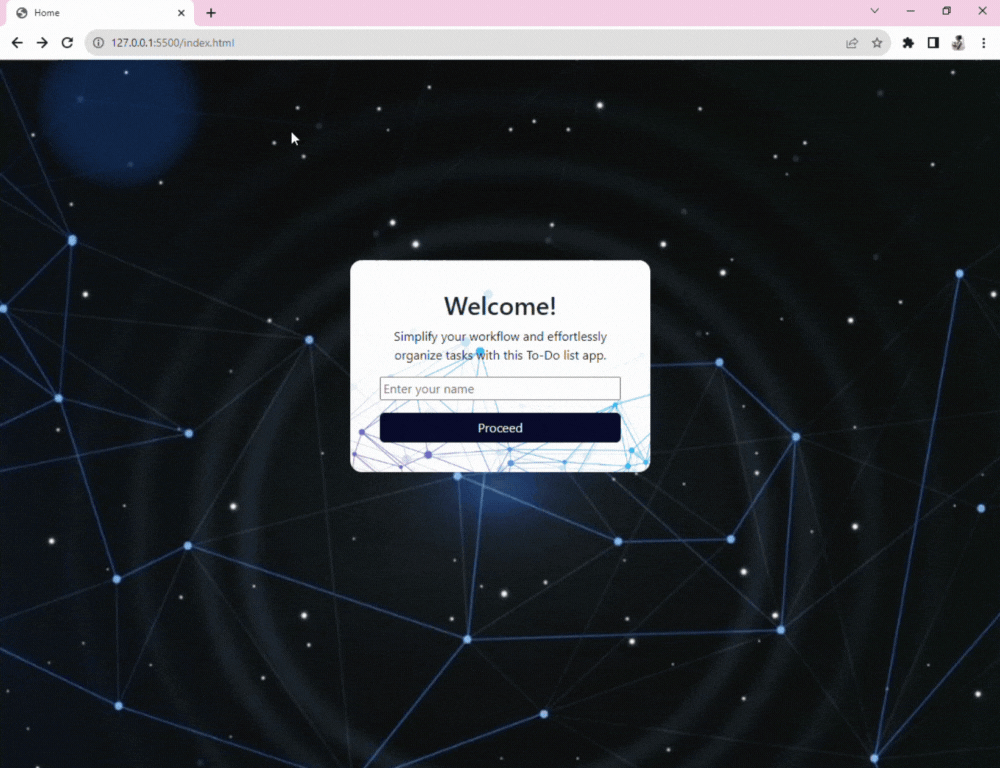 Home
127.0.0.1:5500/index.html
Welcome!
Simplify your workflow and effortlessly
organize tasks with this To-Do list app.
Enter your name
Proceed